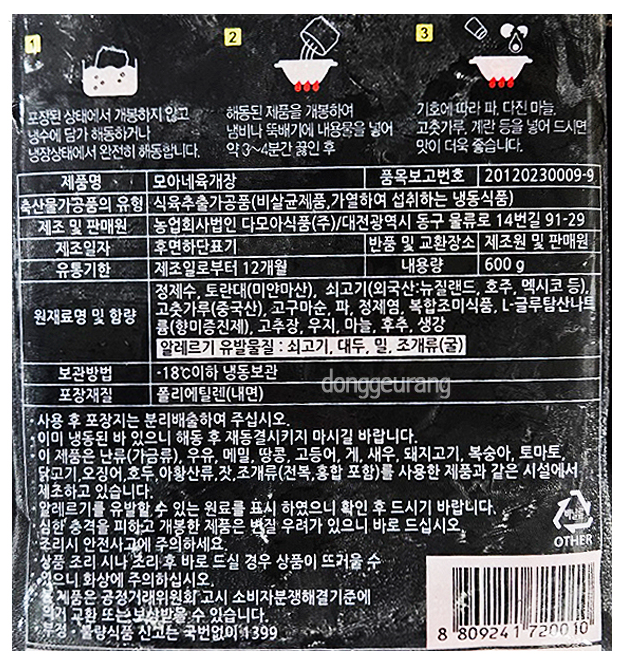 1
2
3
포장된 상태에서 개봉하지 않고
냉수에 담가 해동하거나
냉장상태에서 완전히 해동합니다.
해동된 제품을 개봉하여
냄비나 뚝배기에 내용물을 넣어
약 3~4분간 끓인 후
기호에 따라 파, 다진 마늘,
고춧가루, 계란 등을 넣어 드시면
맛이 더욱 좋습니다.
제품명 모아네육개장 품목보고번호 20120230009-9
축산물가공품의 유형 식육추출가공품(비살균제품,가열하여 섭취하는 냉동식품)
제조 및 판매원 농업회사법인 다모아식품(주)/대전광역시 동구 물류로 14번길 91-29
제조일자 후면하단표기 반품 및 교환장소 제조원 및 판매원
유통기한 제조일로부터 12개월 내용량 600 g
원재료명 및 함량
정제수, 토란대(미얀마산), 쇠고기(외국산:뉴질랜드, 호주, 멕시코 등),
고춧가루(중국산), 고구마순, 파, 정제염, 복합조미식품, L-글루탐산나트
륨(향미증진제), 고추장, 우지, 마늘, 후추, 생강
알레르기 유발물질 : 쇠고기, 대두, 밀, 조개류(굴)
보관방법 -18℃이하 냉동보관
포장재질 폴리에틸렌(내면)
donggeurang
· 사용 후 포장지는 분리배출하여 주십시오.
· 이미 냉동된 바 있으니 해동 후 재동결시키지 마시길 바랍니다.
· 이 제품은 난류(가금류), 우유, 메밀, 땅콩, 고등어, 게, 새우, 돼지고기, 복숭아, 토마토,
닭고기,오징어,호두,아황산류,잣,조개류(전복,홍합 포함)를 사용한 제품과 같은 시설에서
제조하고 있습니다.
· 알레르기를 유발할 수 있는 원료를 표시 하였으니 확인 후 드시기 바랍니다.
· 심한 충격을 피하고 개봉한 제품은 변질 우려가 있으니 바로 드십시오.
조리시 안전사고에 주의하세요.
· 상품 조리 시나 조리 후 바로 드실 경우 상품이 뜨거울 수
있으니 화상에 주의하십시오.
· 본 제품은 공정거래위원회 고시 소비자분쟁해결기준에
의거 교환 또는 보상받을 수 있습니다.
· 부정 · 불량식품 신고는 국번없이 1399
OTHER
8 809241 720010